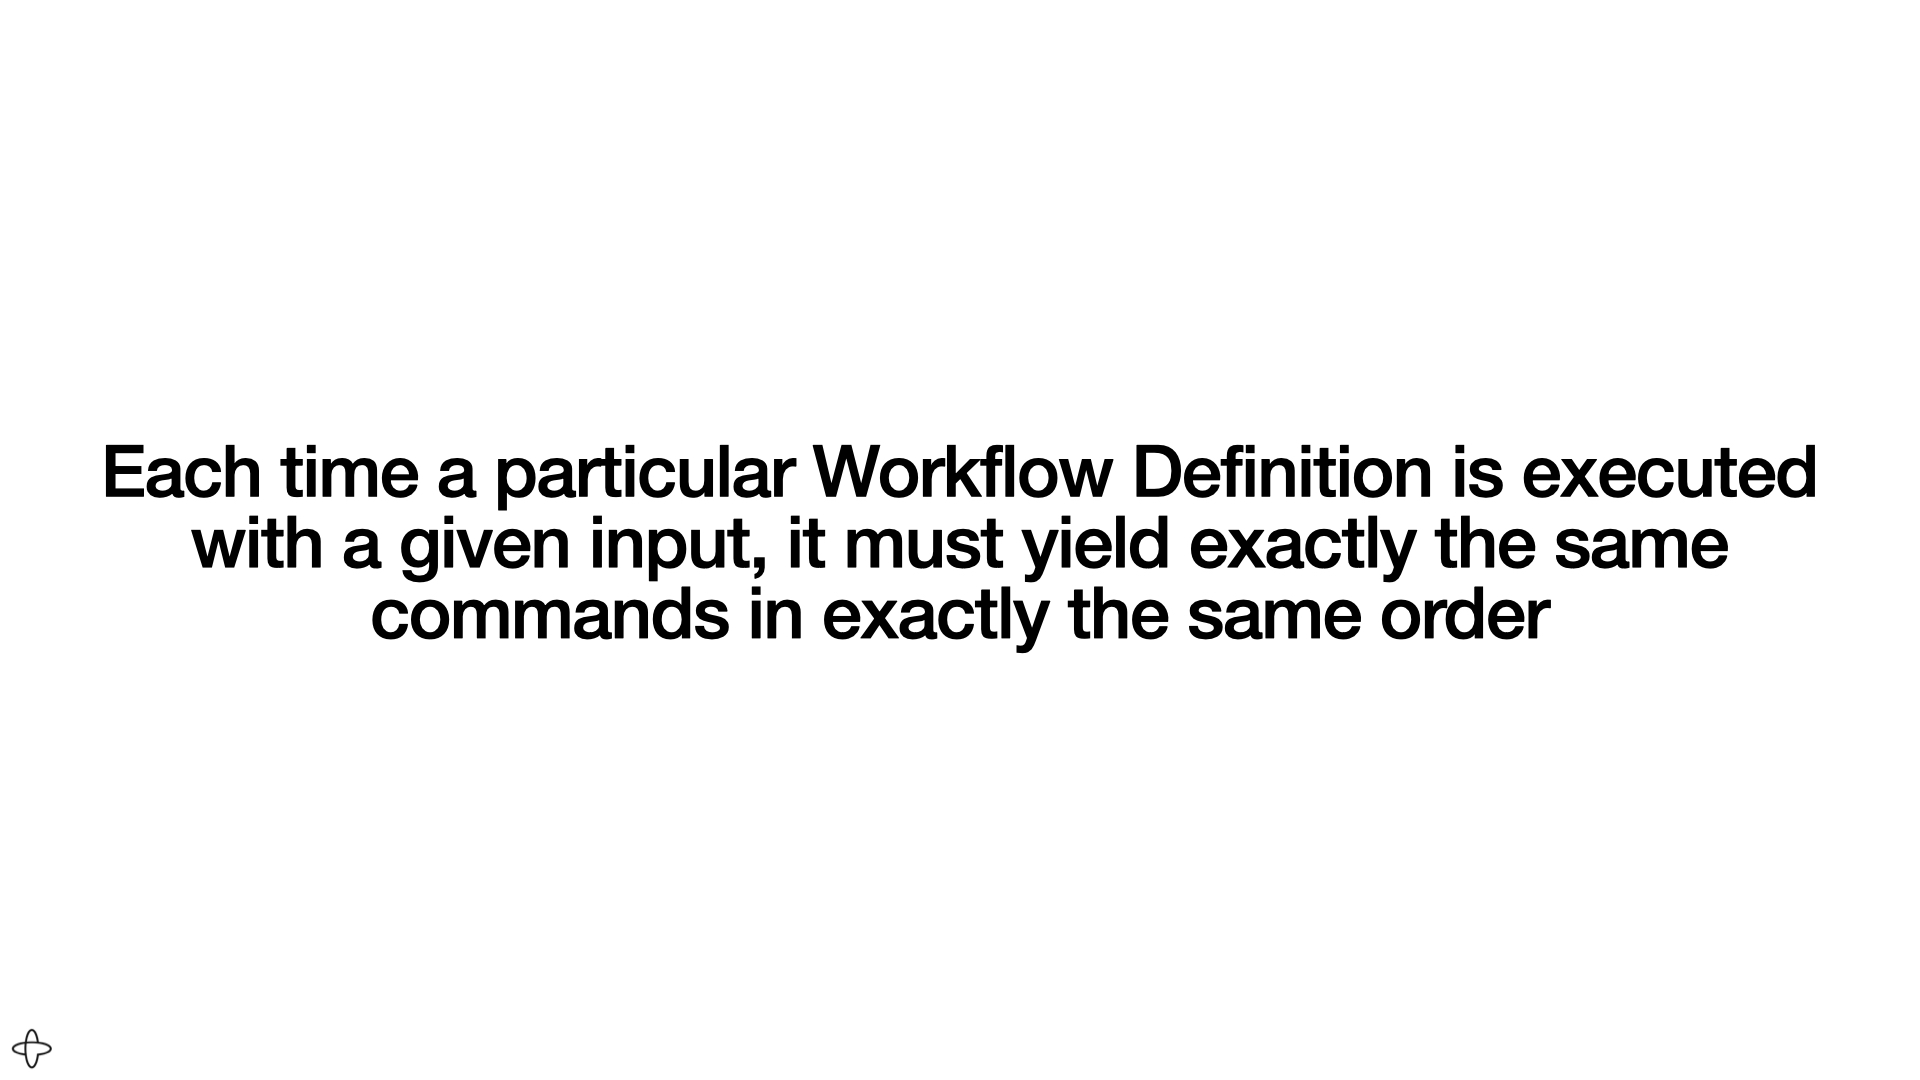 Each time a particular Workflow Definition is executed
with a given input, it must yield exactly the same
commands in exactly the same order